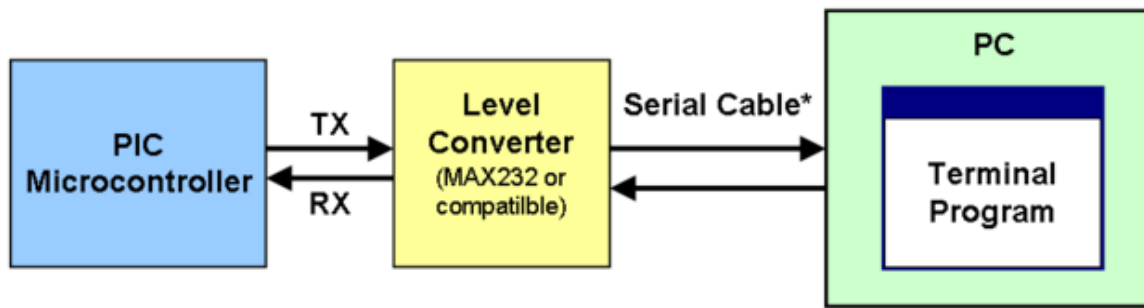 PIC
Microcontroller
TX
RX
Level
Converter
(MAX232 or
compatilble)
Serial Cable*
PC
Terminal
Program